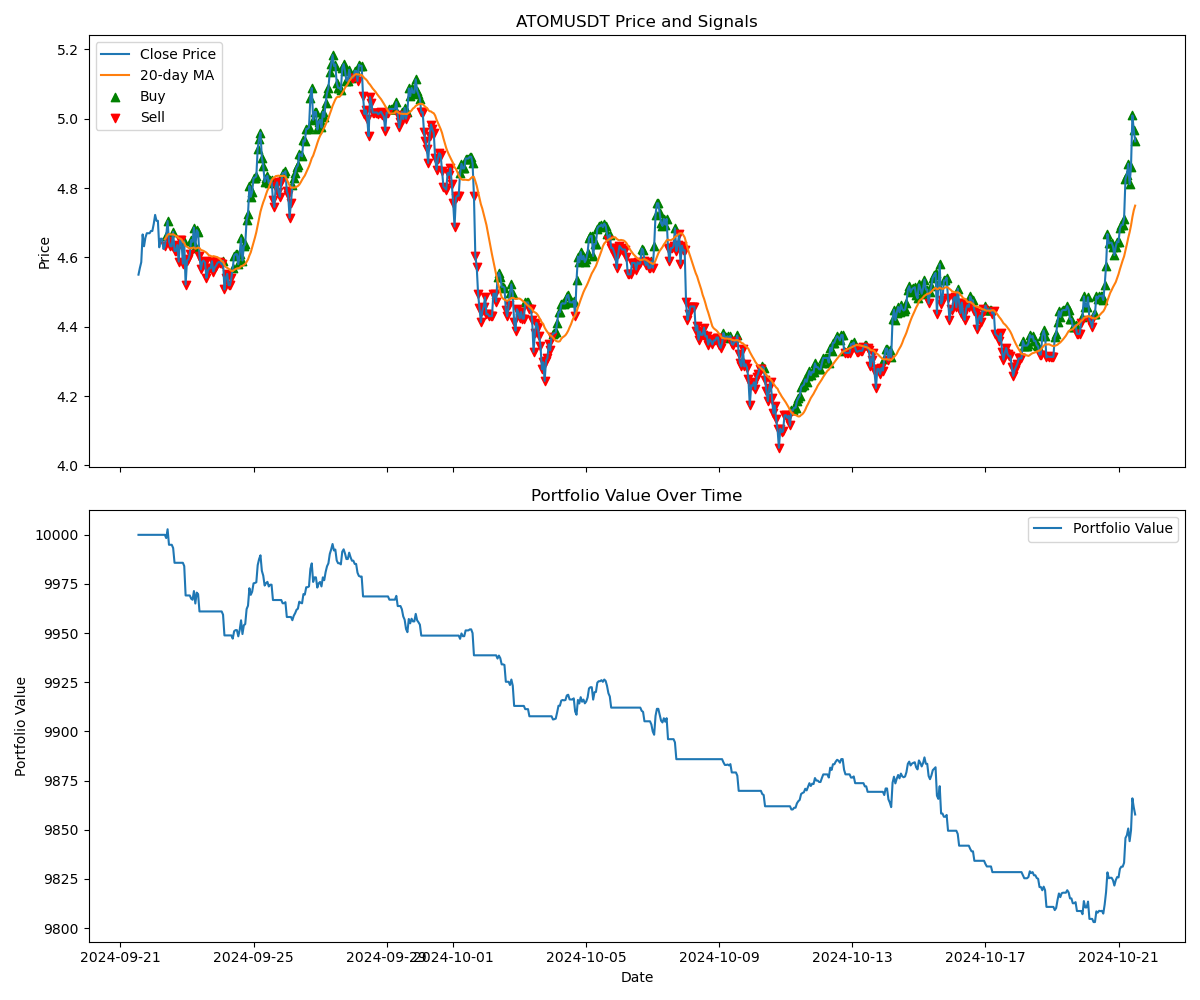 ATOMUSDT Price and Signals
Close Price
20-day MA
Buy
Sell
Price
5.2
5.0
4.8
4.6
4.4
4.2
4.0
Portfolio Value Over Time
Portfolio Value
Portfolio Value
10000
9975
9950
9925
9900
9875
9850
9825
9800
2024-09-21 2024-09-25 2024-09-29 2024-10-01 2024-10-05 2024-10-09 2024-10-13 2024-10-17 2024-10-21
Date